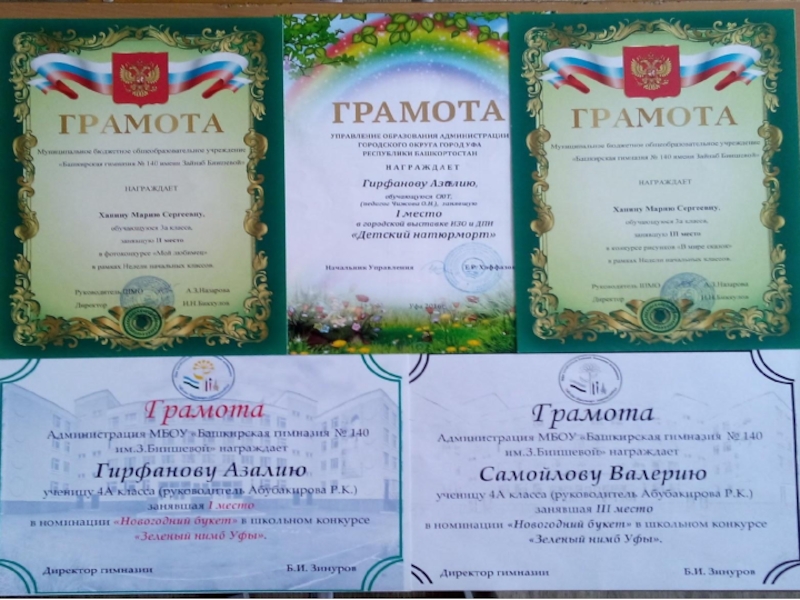 ГРАМОТА
Муниципальное бюджетное общеобразовательное учреждение
«Башкирская гимназия № 140 имени Зайнаб Биишевой»
НАГРАЖДАЕТ
Ханину Марию Сергеевну,
обучающуюся 3а класса,
занявшую II место
в фотоконкурсе «Мой любимец»
в рамках Недели начальных классов.
Руководитель ШМО А.З.Назарова
Директор
ГРАМОТА
УПРАВЛЕНИЕ ОБРАЗОВАНИЯ АДМИНИСТРАЦИИ
ГОРОДСКОГО ОКРУГА ГОРОД УФА
РЕСПУБЛИКИ БАШКОРТОСТАН
НАГРАЖДАЕТ
Гирфанову Азалию,
обучающуюся СЮТ,
(педагог Чижова О.Н.), занявшую
I место
в городской выставке ИЗО и ДПИ
«Детский натюрморт»
Начальник Управления
ГРАМОТА
Муниципальное бюджетное общеобразовательное учреждение
«Башкирская гимназия № 140 имени Зайнаб Биишевой»
НАГРАЖДАЕТ
Ханину Марию Сергеевну,
обучающуюся 3а класса,
занявшую III место
в конкурсе рисунков «В мире сказок»
в рамках Недели начальных классов.
Руководитель ШМО А.З.Назарова
Директор
Грамота
Администрация МБОУ «Башкирская гимназия № 140
им.З.Биишевой» награждает
Гирфанову Азалию
ученицу 4А класса (руководитель Абубакирова Р.К.)
занявшая I место
в номинации «Новогодний букет» в школьном конкурсе
«Зеленый нимб Уфы».
Директор гимназии Б.И. Зинуров
Грамота
Администрация МБОУ «Башкирская гимназия № 140
им.З.Биишевой» награждает
Самойлову Валерию
ученицу 4А класса (руководитель Абубакирова Р.К.)
занявшая III место
в номинации «Новогодний букет» в школьном конкурсе
«Зеленый нимб Уфы».
Директор гимназии Б.И. Зинуров